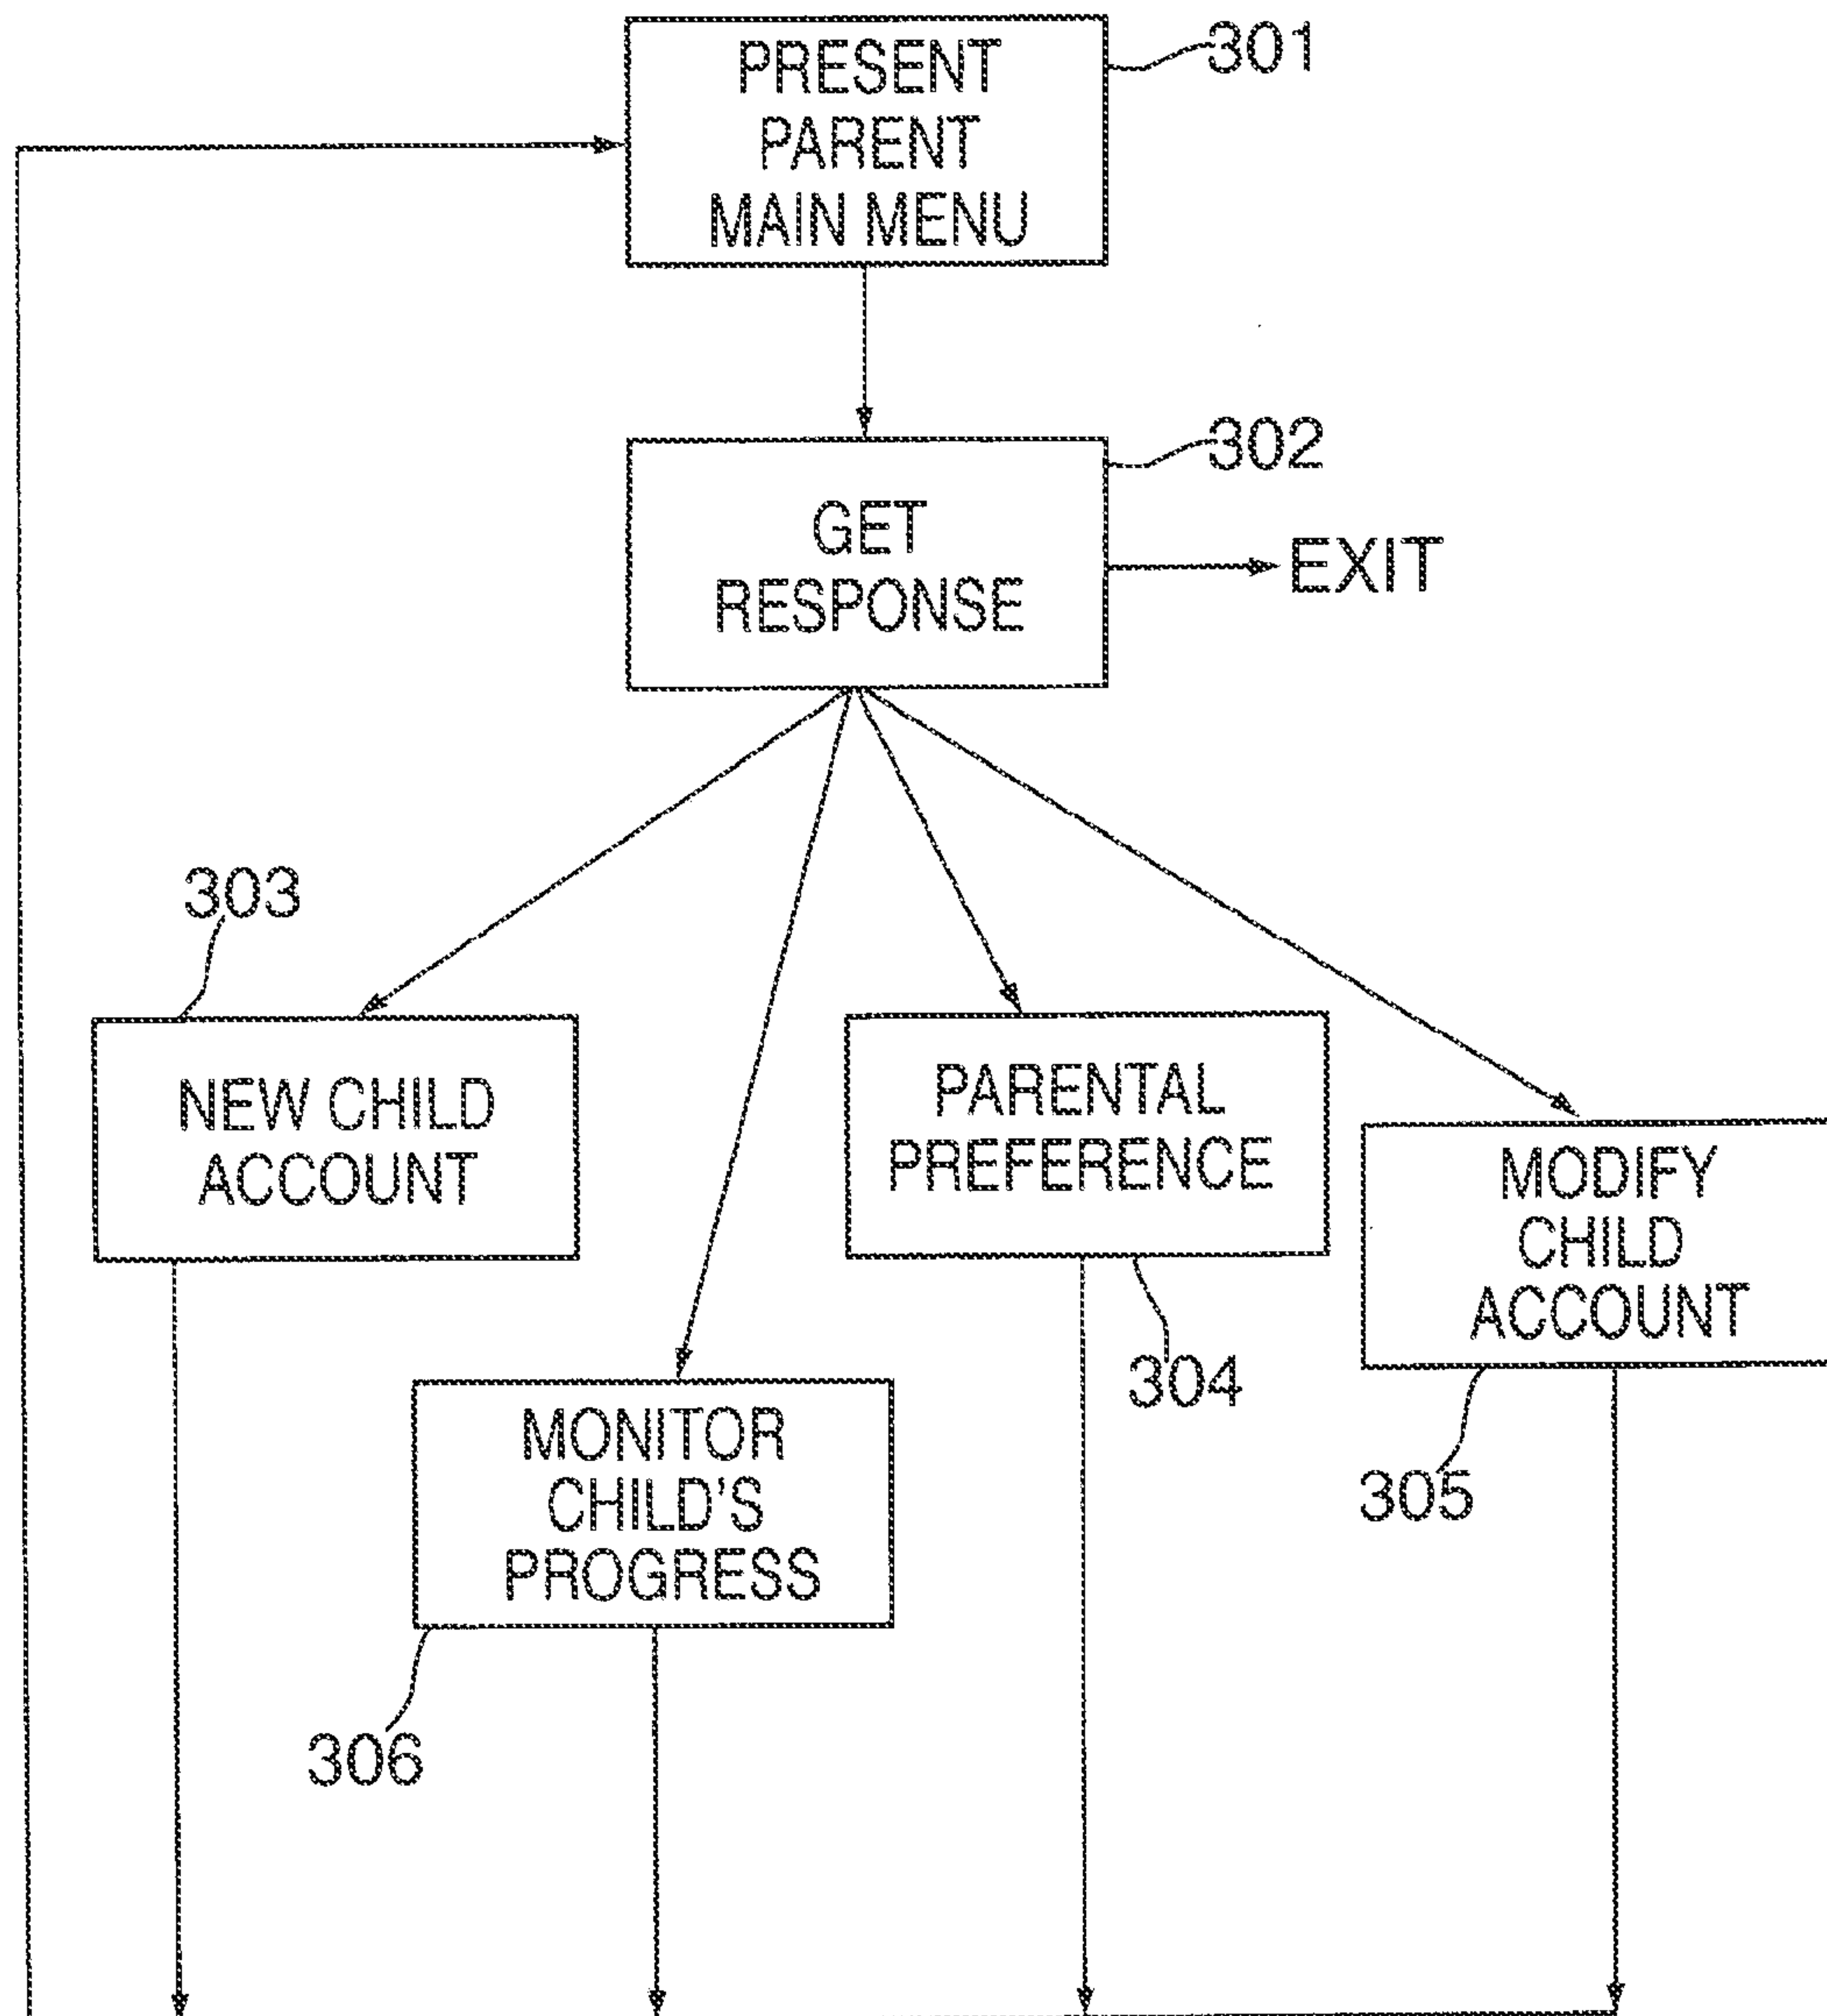 PRESENT
PARENT
MAIN MENU
301
GET
RESPONSE
302
EXIT
303
NEW CHILD
ACCOUNT
PARENTAL
PREFERENCE
304
MODIFY
CHILD
ACCOUNT
305
MONITOR
CHILD'S
PROGRESS
306